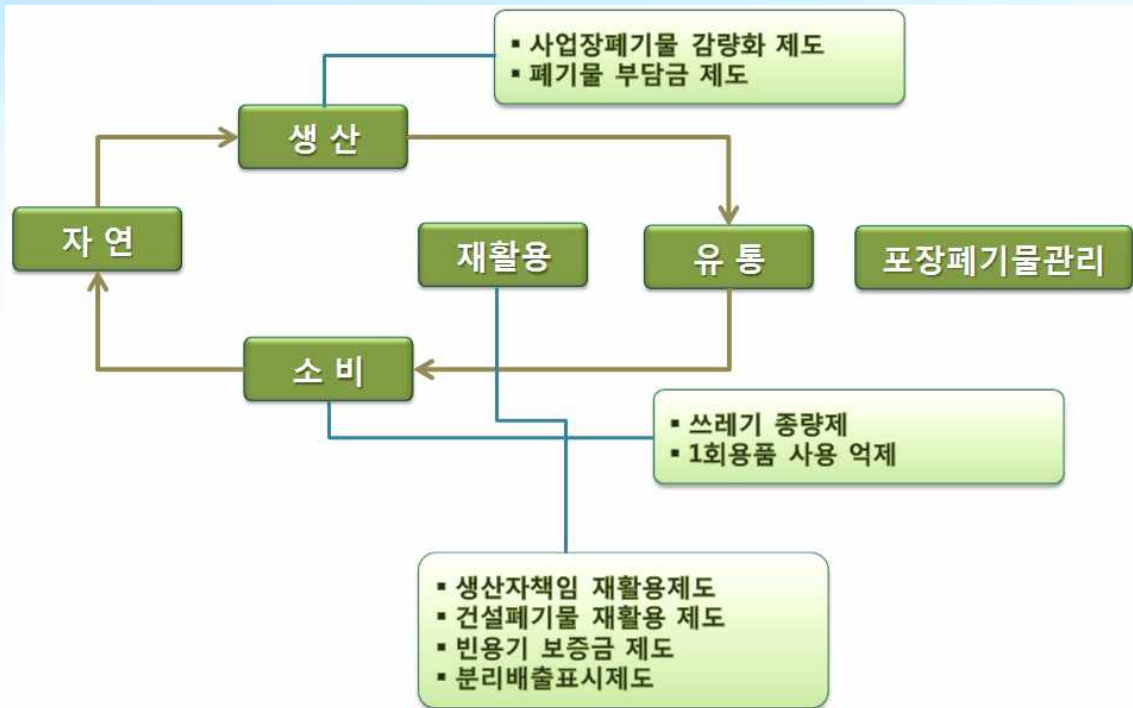 ▪ 사업장폐기물 감량화 제도
▪ 폐기물 부담금 제도
생 산
자 연
재활용
유 통
포장폐기물관리
소 비
▪ 쓰레기 종량제
▪ 1회용품 사용 억제
▪ 생산자책임 재활용제도
▪ 건설폐기물 재활용 제도
▪ 빈용기 보증금 제도
▪ 분리배출표시제도